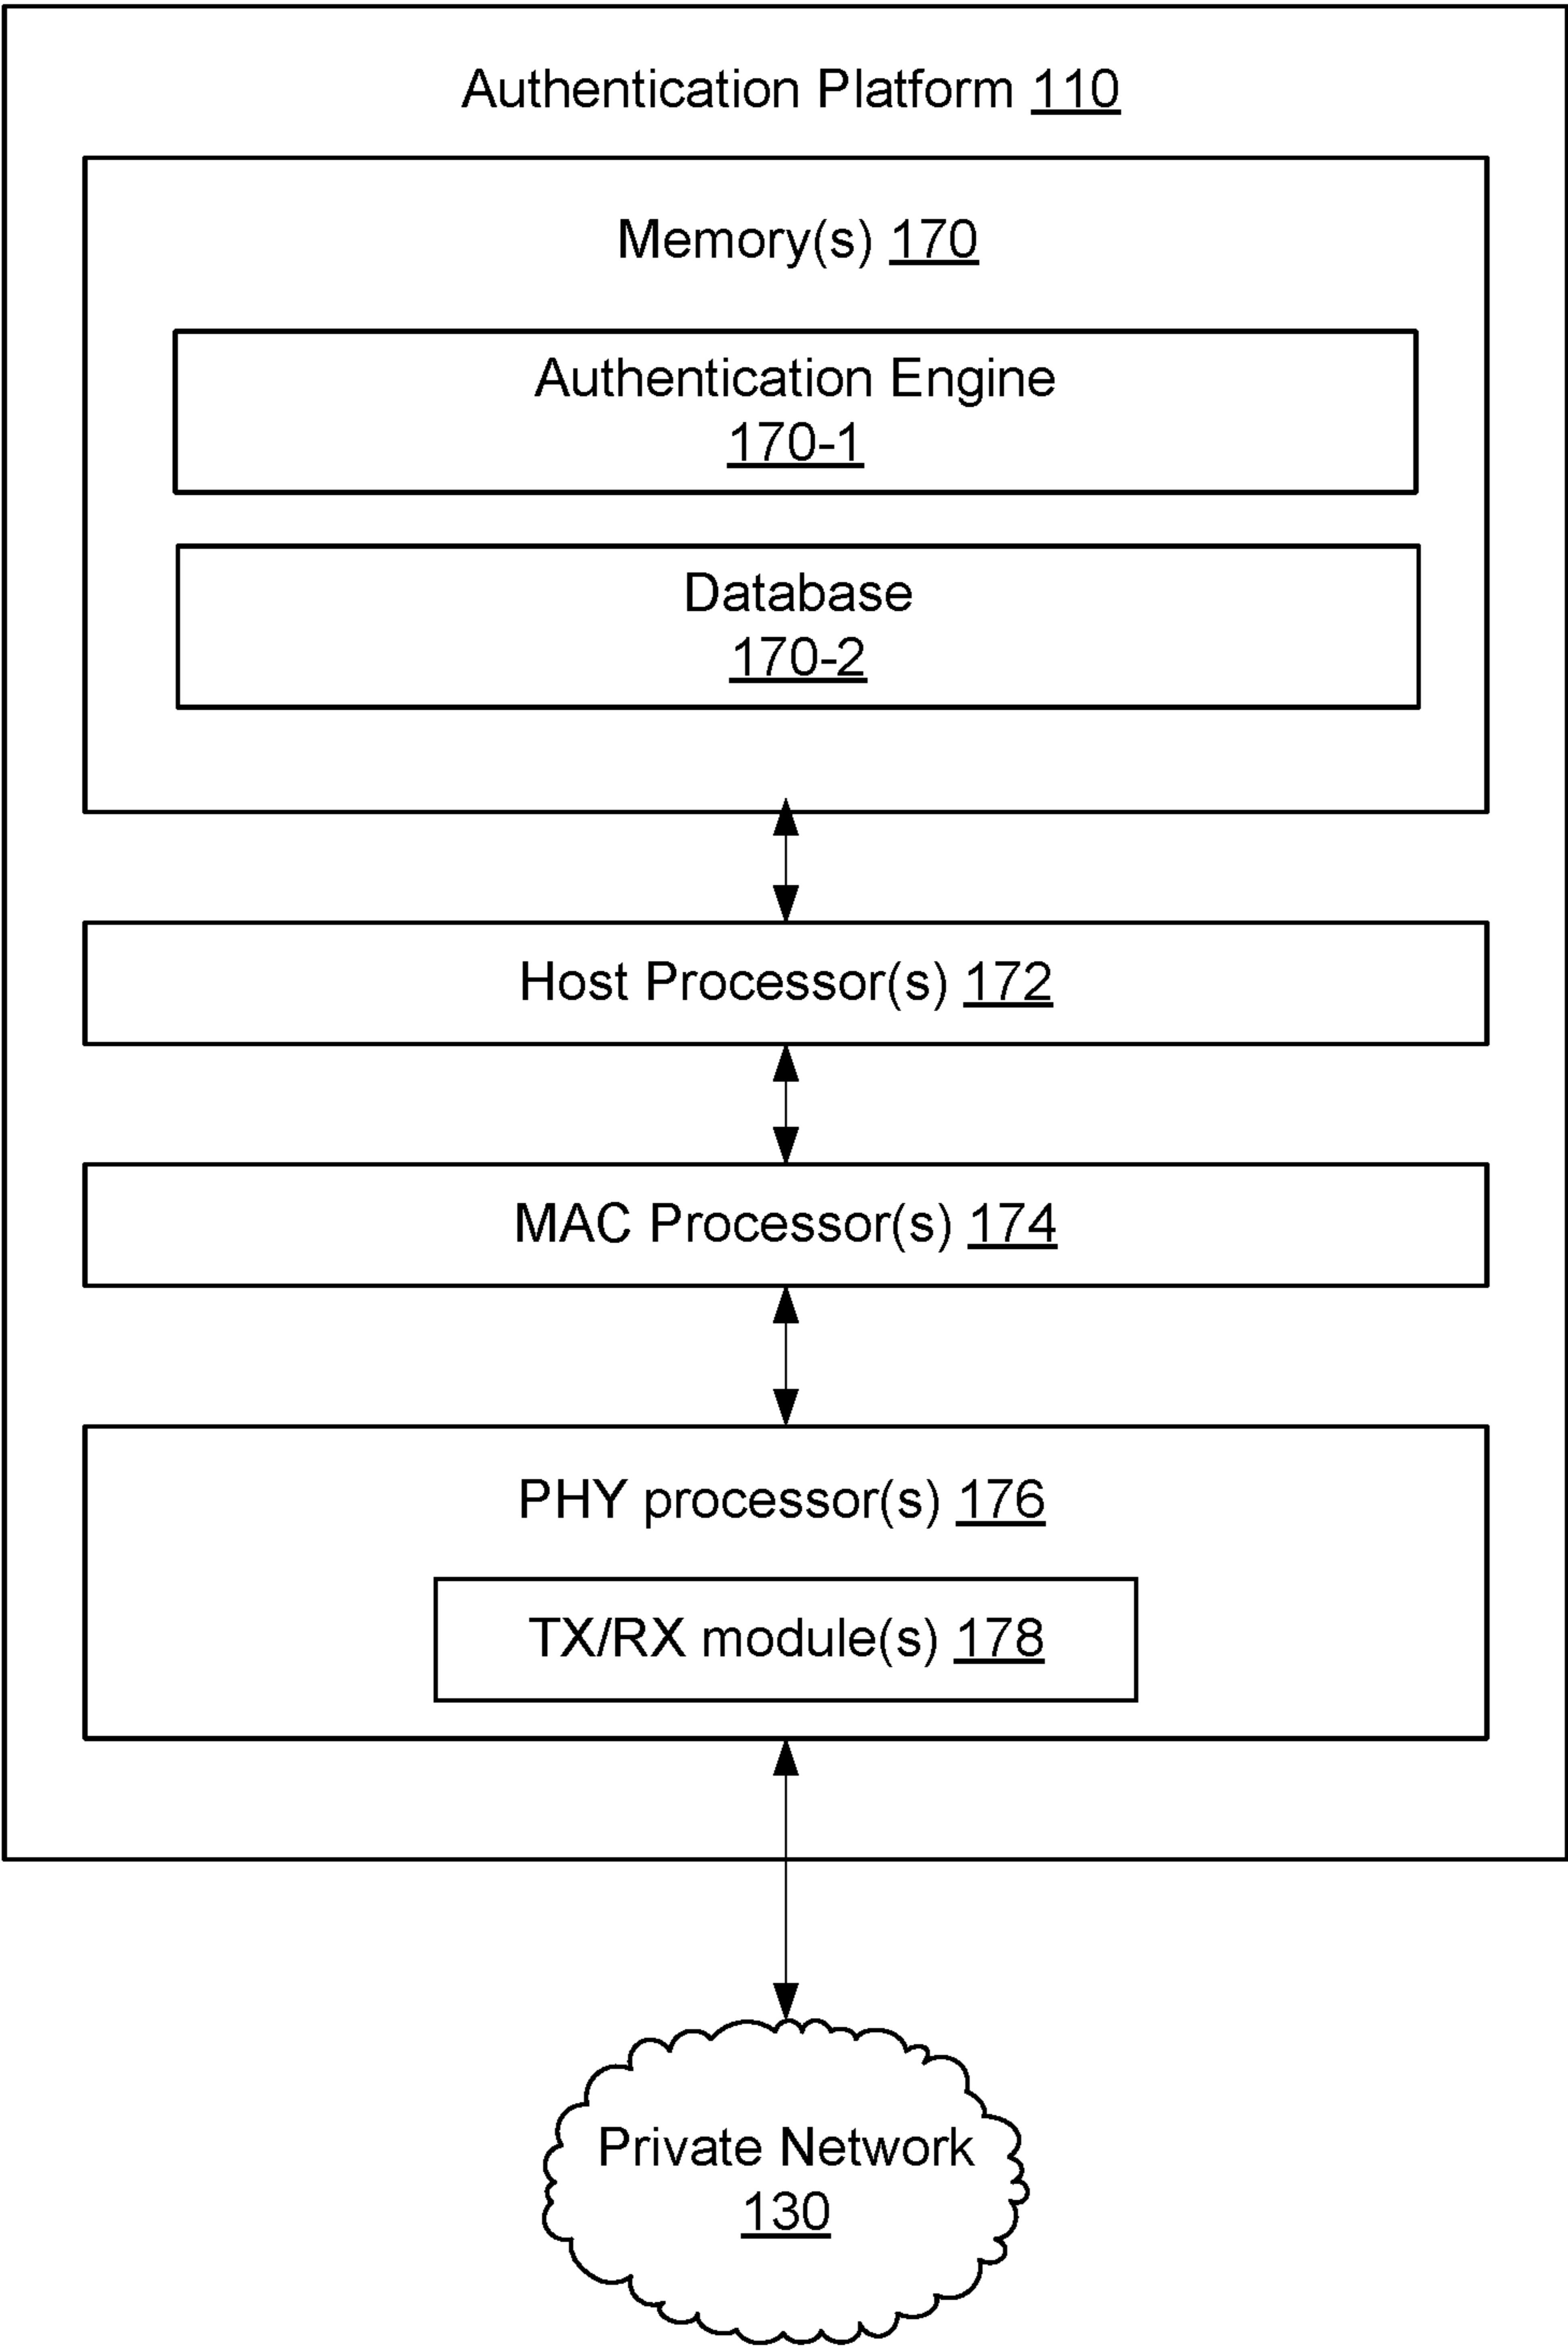 Authentication Platform 110
Memory(s) 170
Authentication Engine
170-1
Database
170-2
Host Processor(s) 172
MAC Processor(s) 174
PHY processor(s) 176
TX/RX module(s) 178
Private Network
130